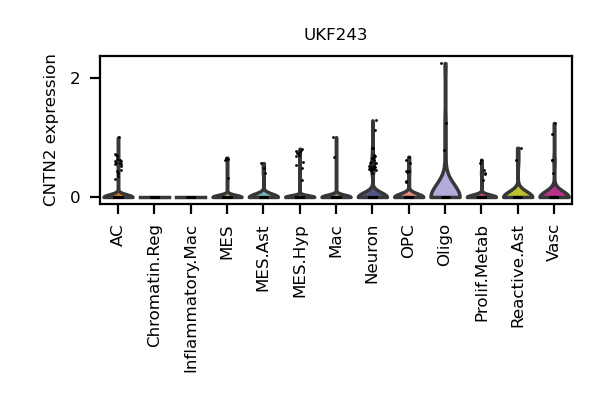 UKF243
CNTN2 expression
2
0
AC
Chromatin.Reg
Inflammatory.Mac
MES
MES.Ast
MES.Hyp
Mac
Neuron
OPC
Oligo
Prolif.Metab
Reactive.Ast
Vasc